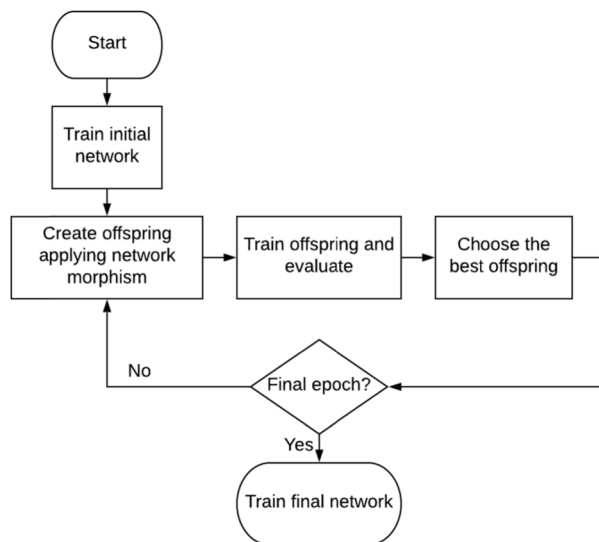 Start
Train initial
network
Create offspring
applying network
morphism
Train offspring and
evaluate
Choose the
best offspring
Final epoch?
No
Yes
Train final network